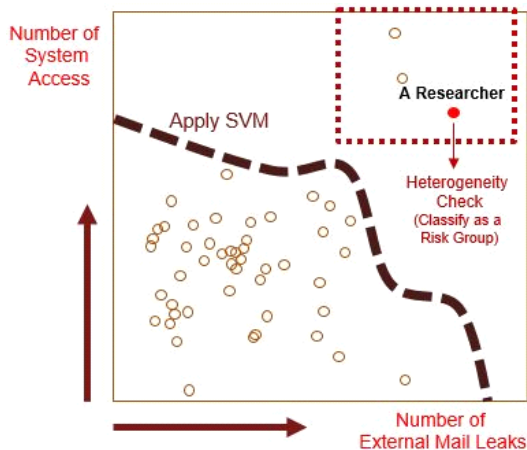 Number of
System
Access
A Researcher
Apply SVM
Heterogeneity
Check
(Classify as a
Risk Group)
Number of
External Mail Leaks